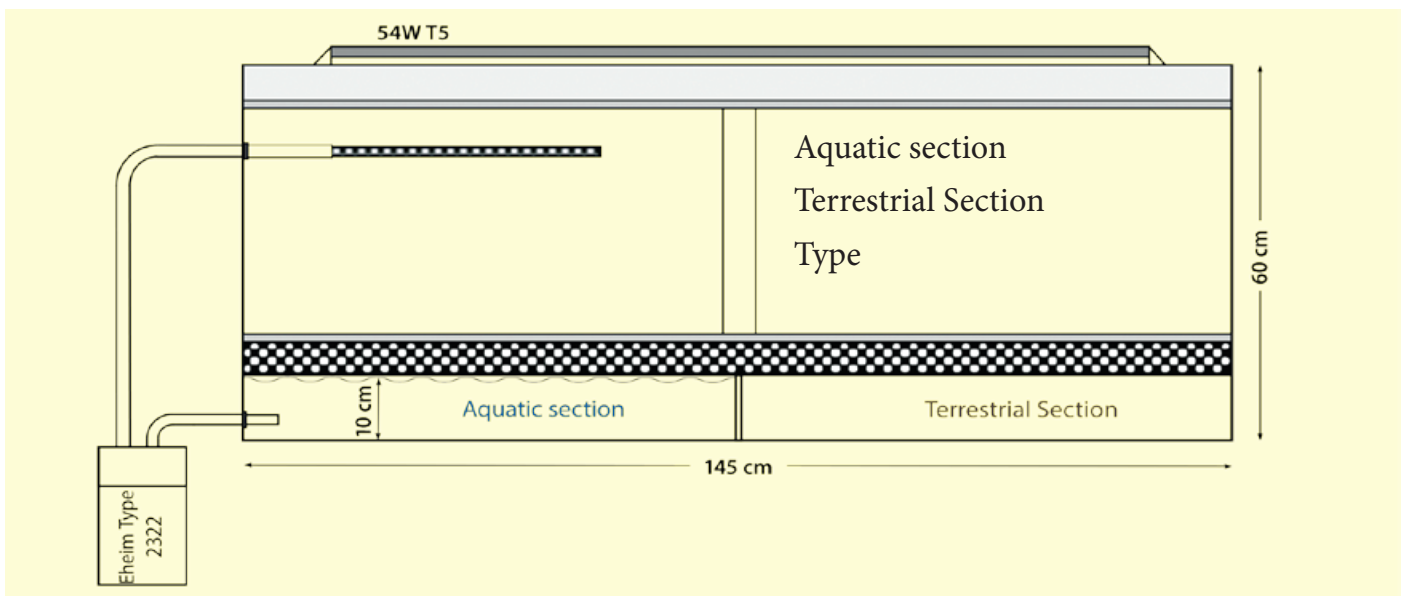 54W T5
Aquatic section
Terrestrial Section
Type
60 cm
10 cm
Aquatic section
Terrestrial Section
145 cm
Eheim Type
2322